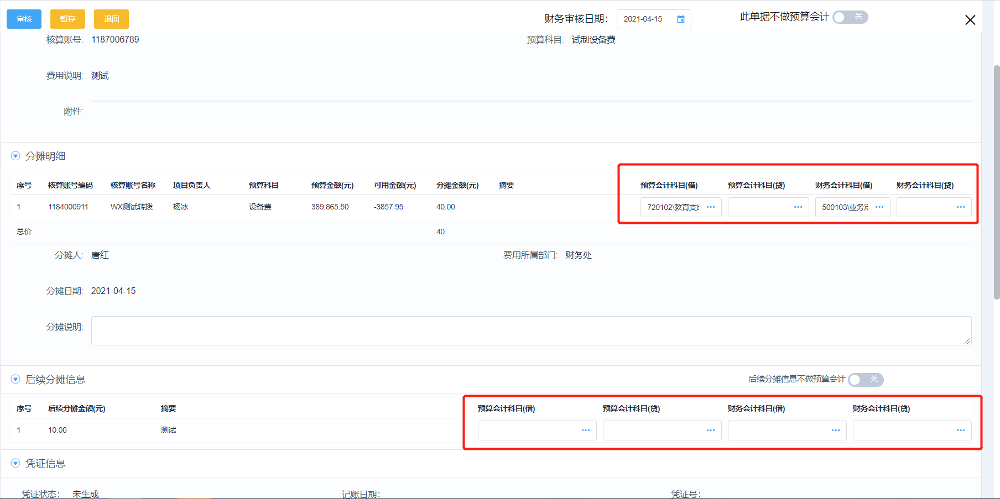 审核 暂存 退回 财务审核日期: 2021-04-15 此单据不做预算会计 关
核算账号: 1187006789 预算科目: 试制设备费
费用说明: 测试
附件:
分摊明细
序号 核算账号编码 核算账号名称 项目负责人 预算科目 预算金额(元) 可用金额(元) 分摊金额(元) 摘要 预算会计科目(借) 预算会计科目(贷) 财务会计科目(借) 财务会计科目(贷)
1 1184000911 WX测试转拨 杨冰 设备费 389,865.50 -3857.95 40.00 720102\教育支 ··· ··· 500103\业务 ··· ···
总价 40
分摊人: 唐红 费用所属部门: 财务处
分摊日期: 2021-04-15
分摊说明:
后续分摊信息 后续分摊信息不做预算会计 关
序号 后续分摊金额(元) 摘要 预算会计科目(借) 预算会计科目(贷) 财务会计科目(借) 财务会计科目(贷)
1 10.00 测试 ··· ··· ··· ···
凭证信息
凭证状态: 未生成 记账日期: 凭证号: